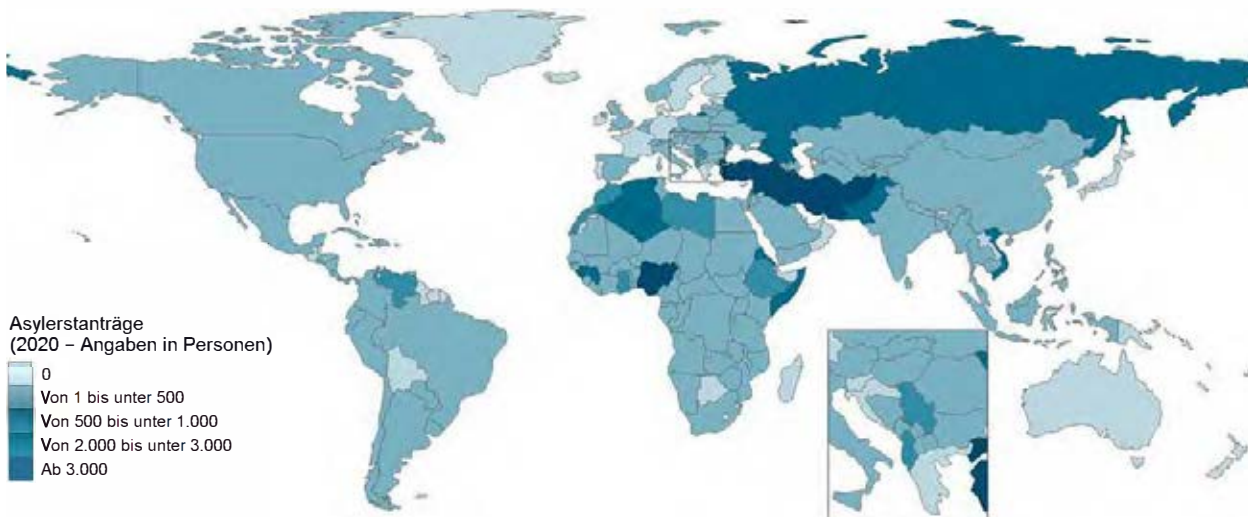 Asylerstanträge
(2020 – Angaben in Personen)
0
Von 1 bis unter 500
Von 500 bis unter 1.000
Von 2.000 bis unter 3.000
Ab 3.000